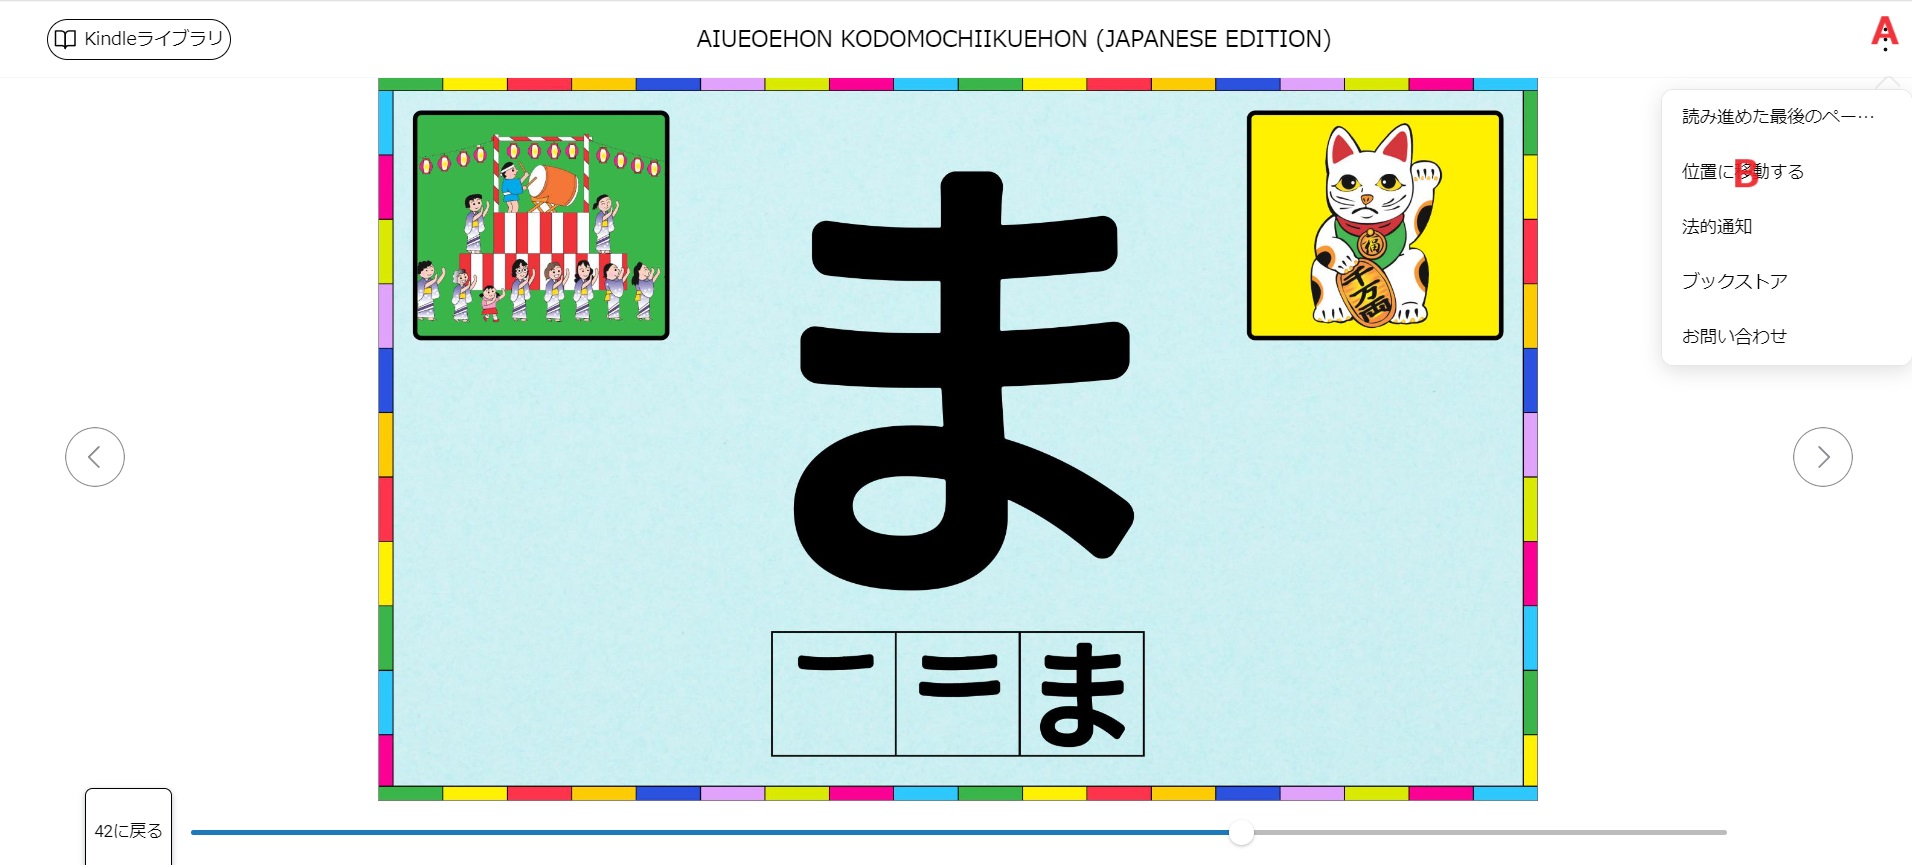 Kindleライブラリ
AIUEOEHON KODOMOCHIIKUEHON (JAPANESE EDITION)
A
読み進めた最後のペー…
位置に移動する
B
法的通知
ブックストア
お問い合わせ
福
千万両
ま
一 二 ま
42に戻る